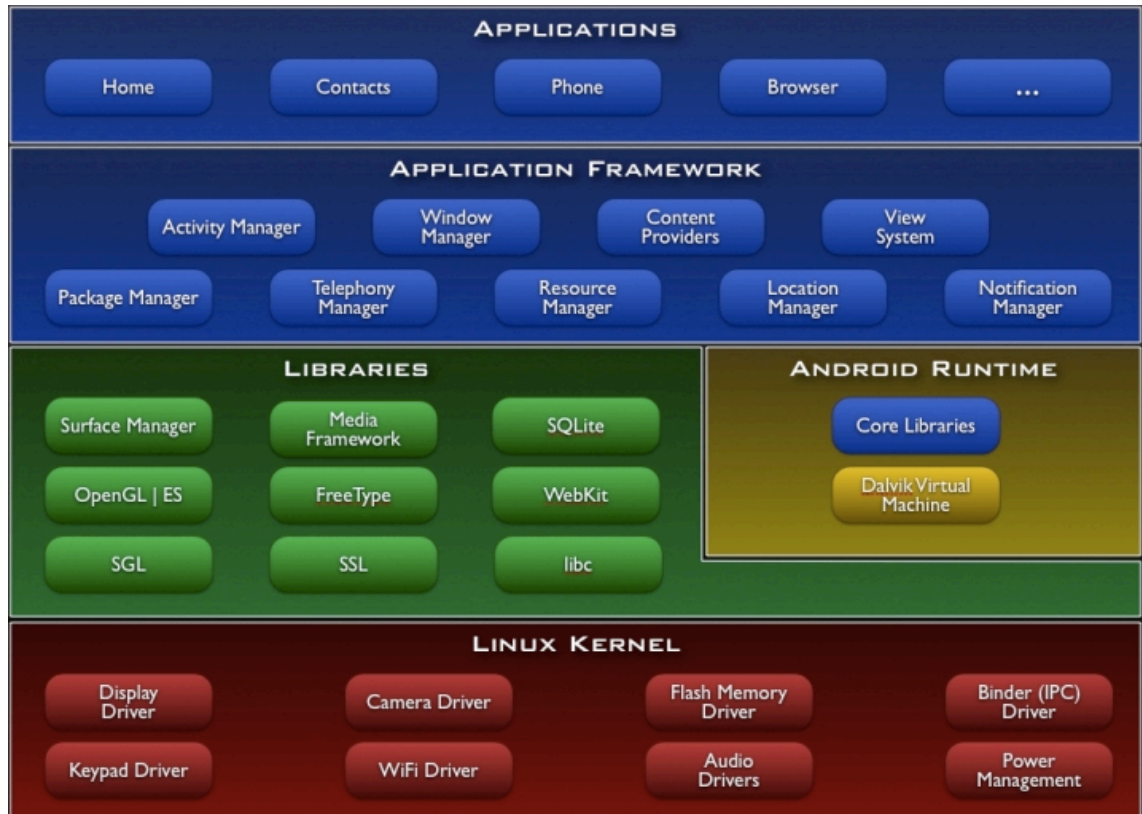 APPLICATIONS
Home
Contacts
Phone
Browser
...
APPLICATION FRAMEWORK
Activity Manager
Window
Manager
Content
Providers
View
System
Package Manager
Telephony
Manager
Resource
Manager
Location
Manager
Notification
Manager
LIBRARIES
Surface Manager
Media
Framework
SQLite
OpenGL | ES
FreeType
WebKit
SGL
SSL
libc
ANDROID RUNTIME
Core Libraries
Dalvik Virtual
Machine
LINUX KERNEL
Display
Driver
Camera Driver
Flash Memory
Driver
Binder (IPC)
Driver
Keypad Driver
WiFi Driver
Audio
Drivers
Power
Management